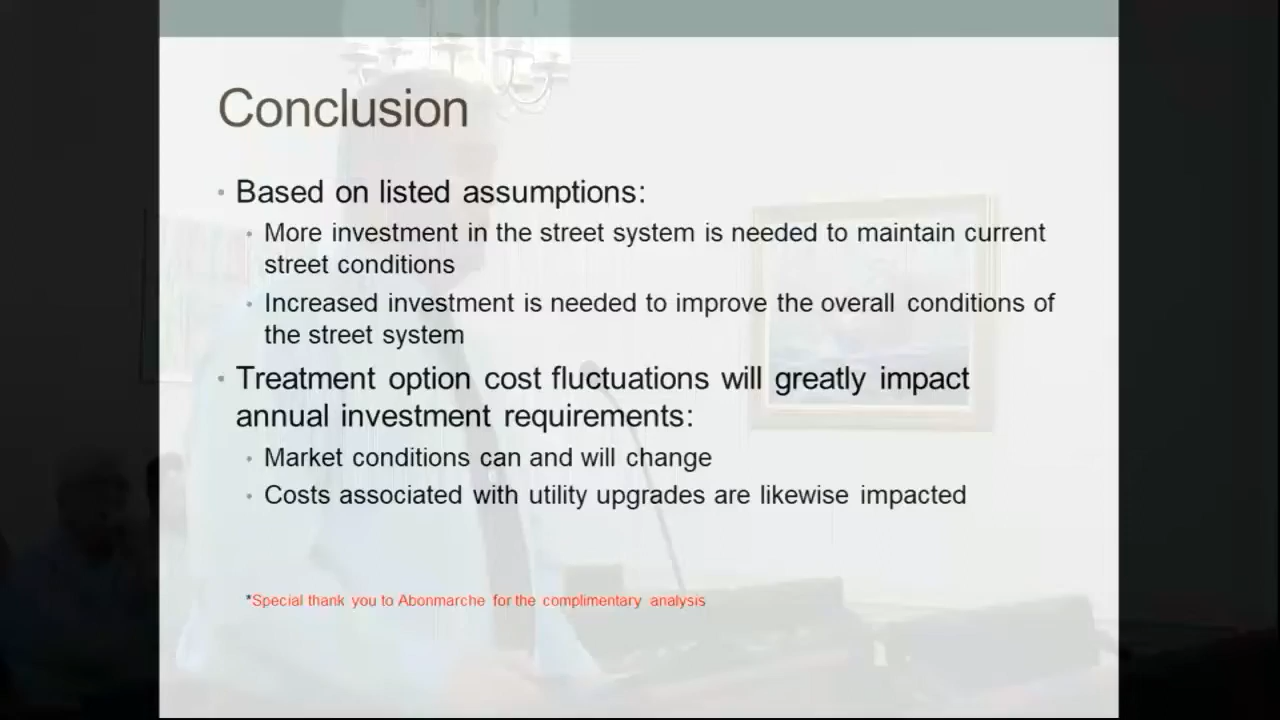 Conclusion
• Based on listed assumptions:
• More investment in the street system is needed to maintain current
street conditions
• Increased investment is needed to improve the overall conditions of
the street system
• Treatment option cost fluctuations will greatly impact
annual investment requirements:
• Market conditions can and will change
• Costs associated with utility upgrades are likewise impacted
*Special thank you to Abonmarche for the complimentary analysis